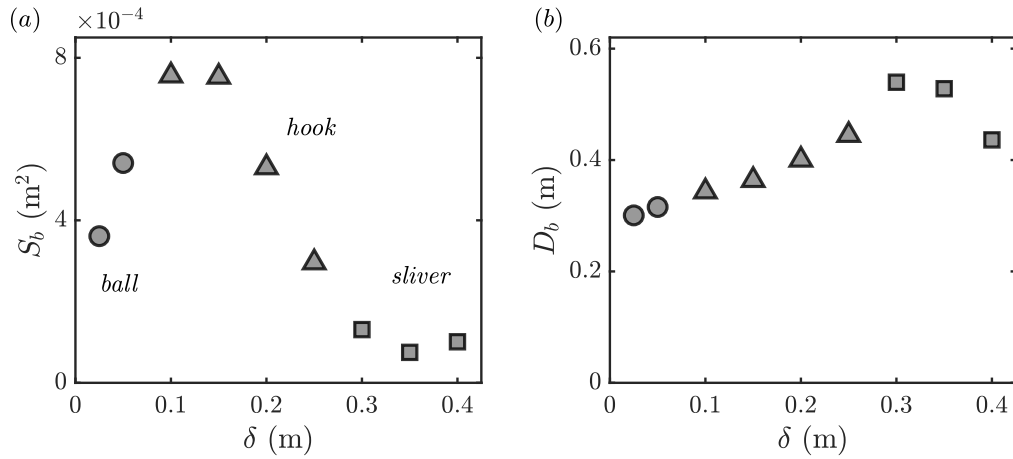 (a)
×10⁻⁴
8
4
0
S_b (m²)
hook
ball
sliver
0 0.1 0.2 0.3 0.4
δ (m)
(b)
0.6
0.4
0.2
0
D_b (m)
0 0.1 0.2 0.3 0.4
δ (m)